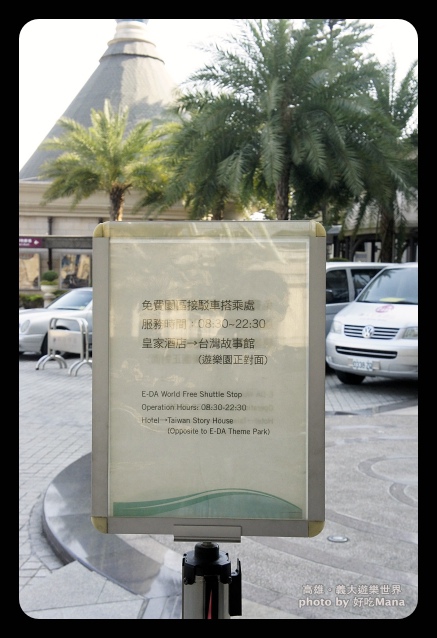 免費園區接駁車搭乘處
服務時間：08:30~22:30
皇家酒店→台灣故事館
(遊樂園正對面)
E-DA World Free Shuttle Stop
Operation Hours: 08:30-22:30
Hotel→Taiwan Story House
(Opposite to E-DA Theme Park)
高雄‧義大遊樂世界
photo by 好吃Mana